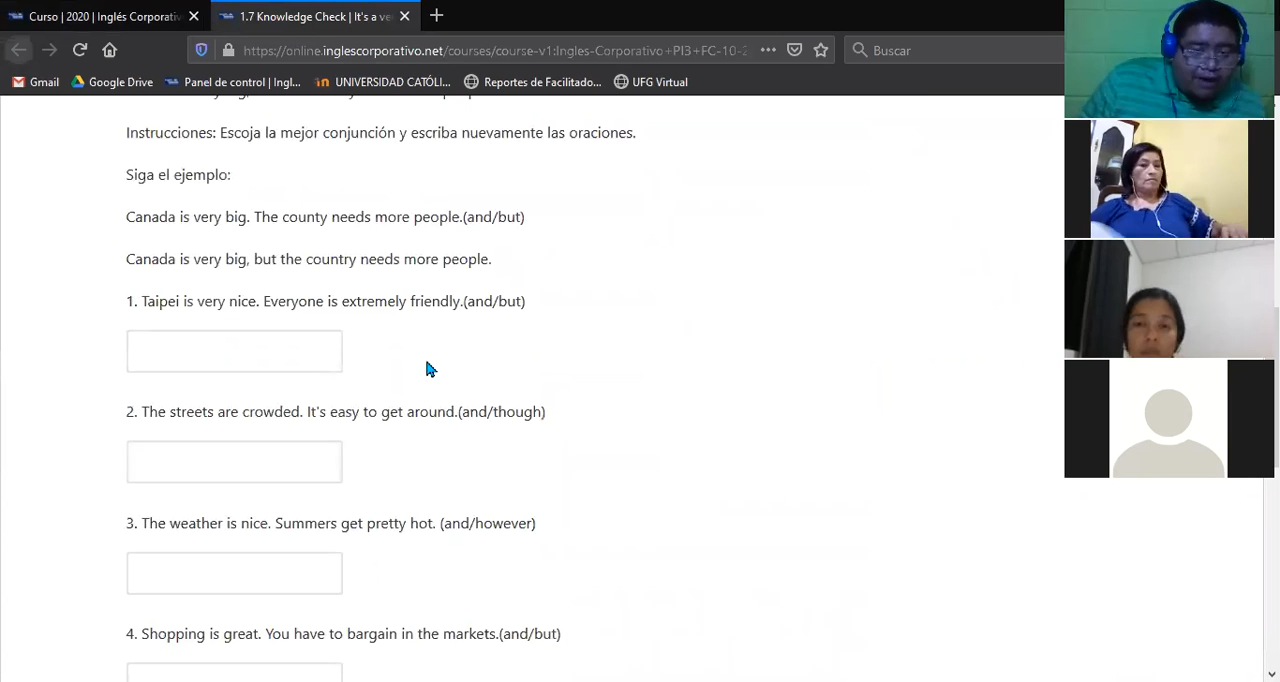 Curso | 2020 | Inglés Corporativ
1.7 Knowledge Check | It's a ve
https://online.inglescorporativo.net/courses/course-v1:Ingles-Corporativo+PI3+FC-10-2
Buscar
Gmail
Google Drive
Panel de control | Ingl...
UNIVERSIDAD CATÓLI...
Reportes de Facilitado...
UFG Virtual
Instrucciones: Escoja la mejor conjunción y escriba nuevamente las oraciones.
Siga el ejemplo:
Canada is very big. The county needs more people.(and/but)
Canada is very big, but the country needs more people.
1. Taipei is very nice. Everyone is extremely friendly.(and/but)
2. The streets are crowded. It's easy to get around.(and/though)
3. The weather is nice. Summers get pretty hot. (and/however)
4. Shopping is great. You have to bargain in the markets.(and/but)